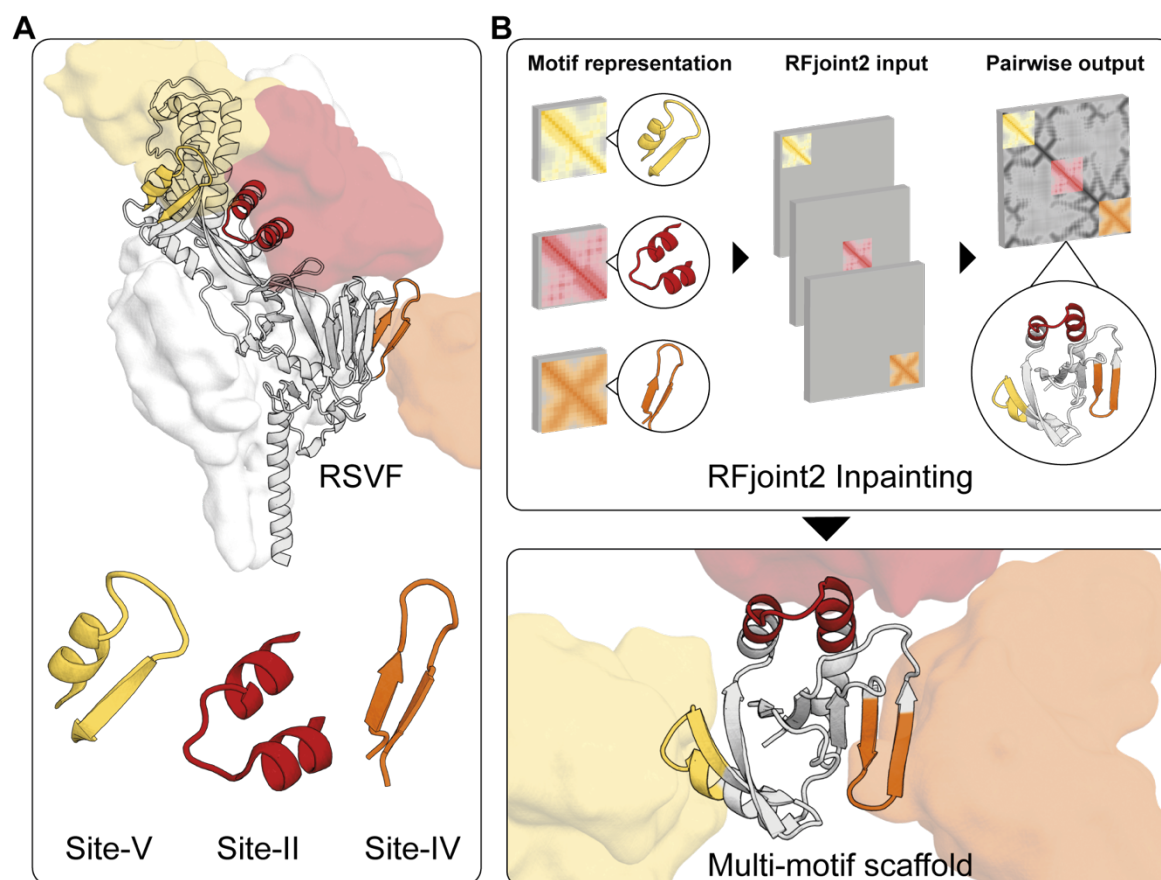 A
RSVF
Site-V
Site-II
Site-IV
B
Motif representation
RFjoint2 input
Pairwise output
RFjoint2 Inpainting
Multi-motif scaffold